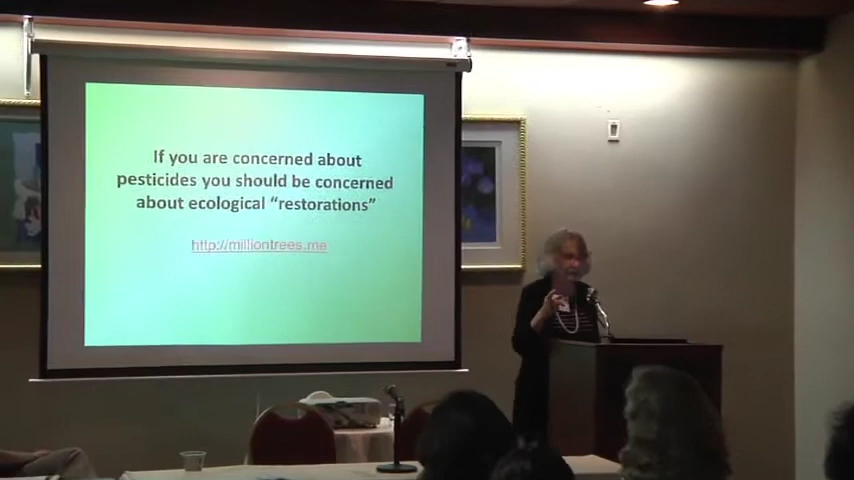 If you are concerned about
pesticides you should be concerned
about ecological “restorations”
http://milliontrees.me